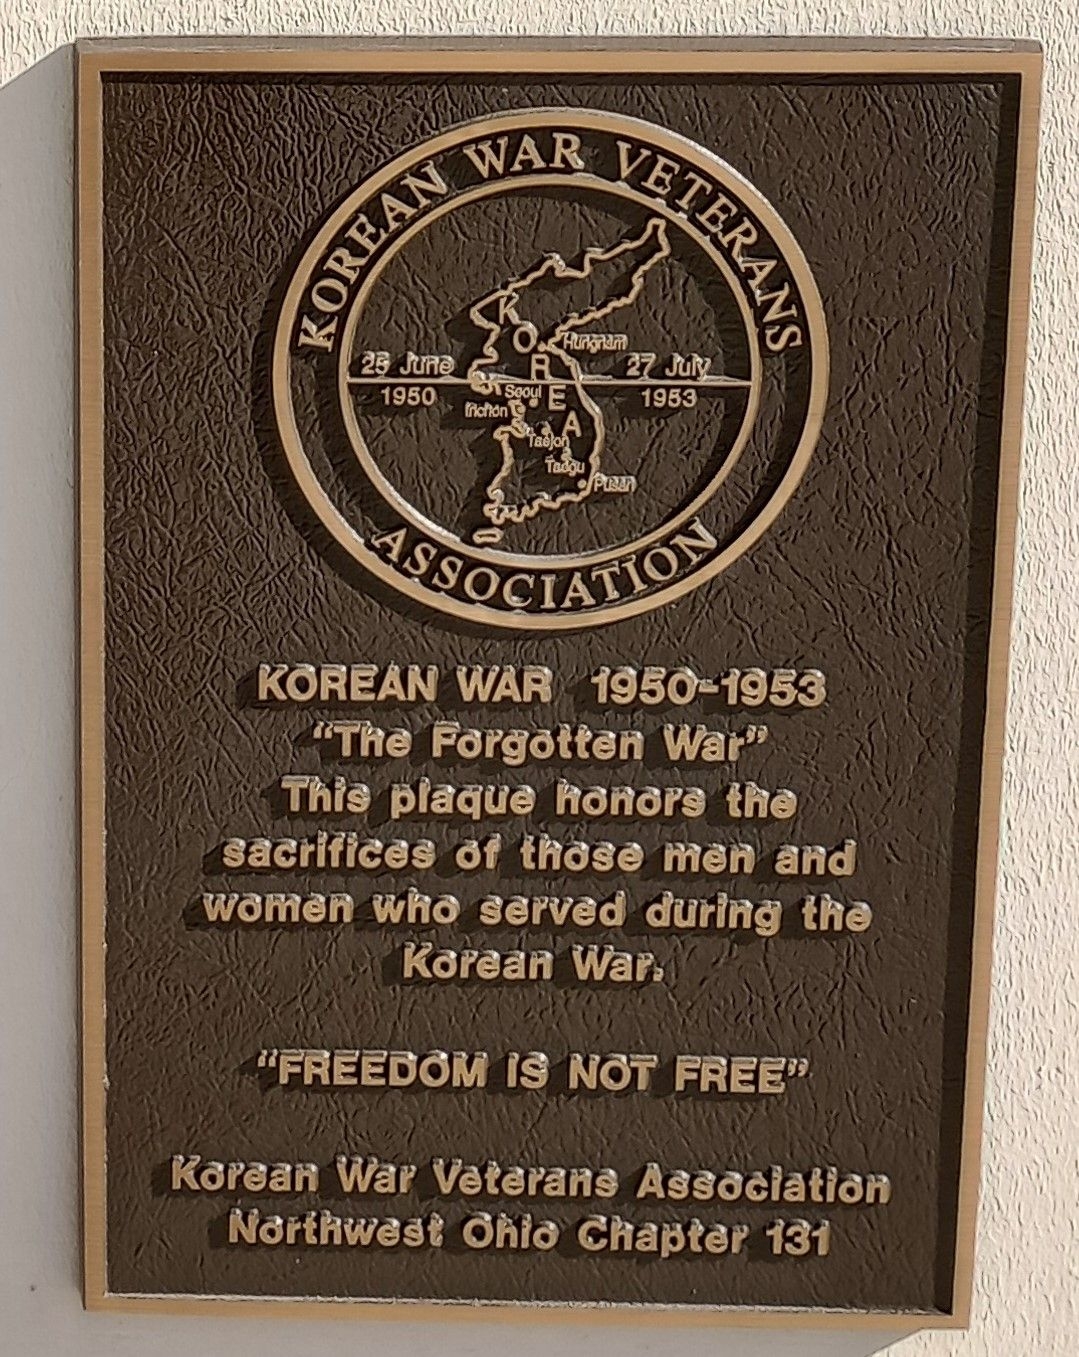 KOREAN WAR VETERANS
KOREA
Hungnam
25 June
27 July
1950
1953
Seoul
Inchon
Taejon
Taegu
Pusan
ASSOCIATION
KOREAN WAR 1950-1953
“The Forgotten War”
This plaque honors the
sacrifices of those men and
women who served during the
Korean War.
“FREEDOM IS NOT FREE”
Korean War Veterans Association
Northwest Ohio Chapter 131